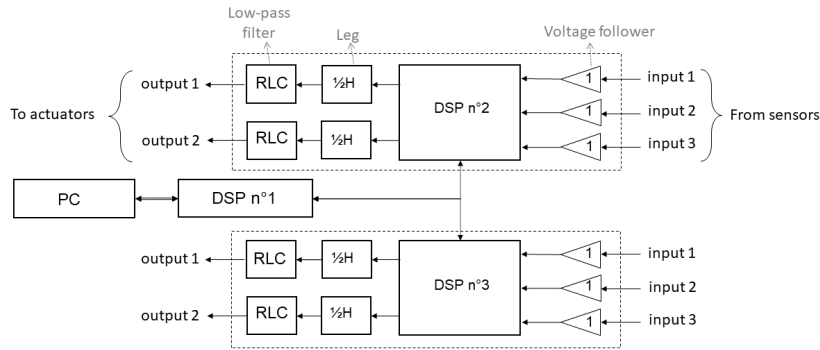 Low-pass
filter
Leg
Voltage follower
output 1
RLC
½H
DSP n°2
1
input 1
To actuators
1
input 2
From sensors
output 2
RLC
½H
1
input 3
PC
DSP n°1
output 1
RLC
½H
DSP n°3
1
input 1
1
input 2
output 2
RLC
½H
1
input 3